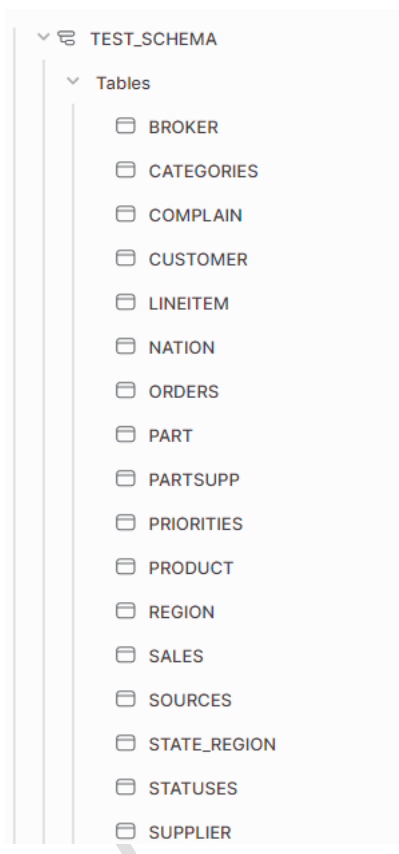 TEST_SCHEMA
Tables
BROKER
CATEGORIES
COMPLAIN
CUSTOMER
LINEITEM
NATION
ORDERS
PART
PARTSUPP
PRIORITIES
PRODUCT
REGION
SALES
SOURCES
STATE_REGION
STATUSES
SUPPLIER